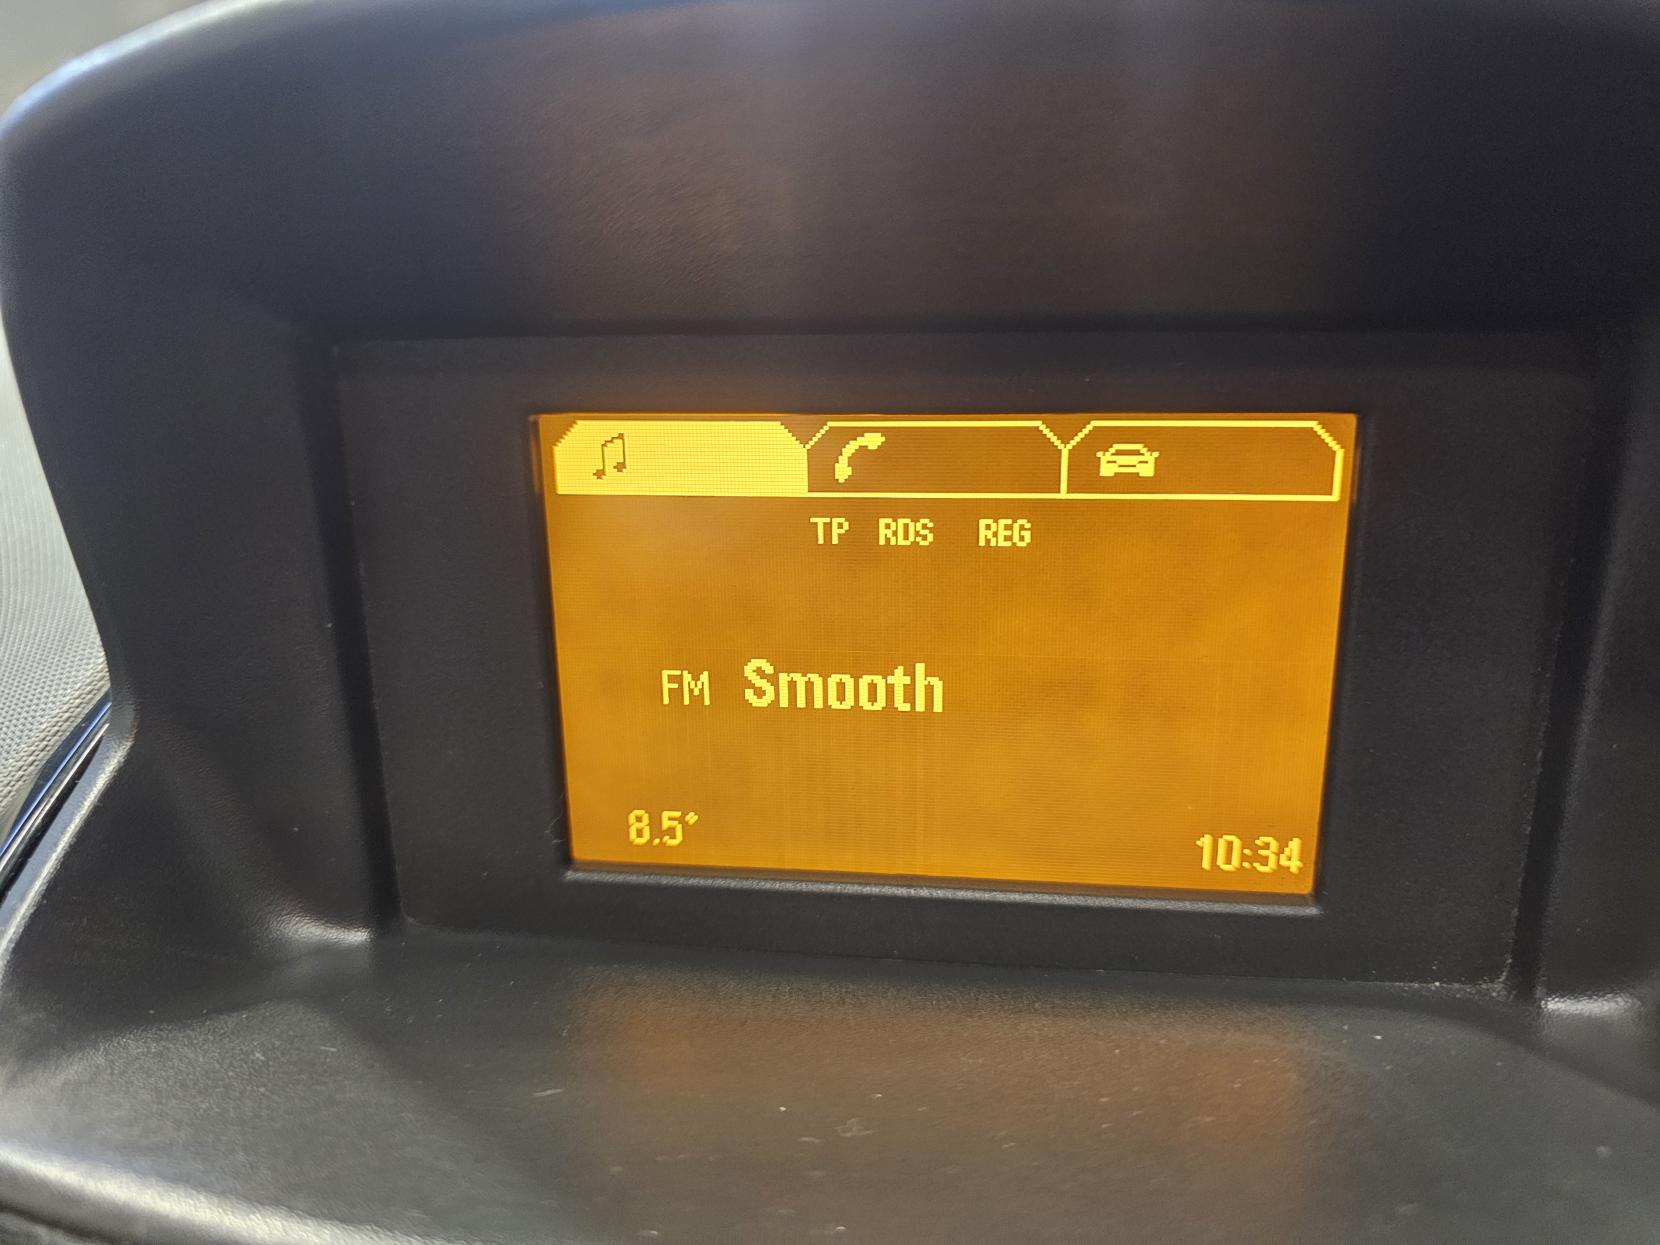 TP RDS REG
FM Smooth
8.5°
10:34